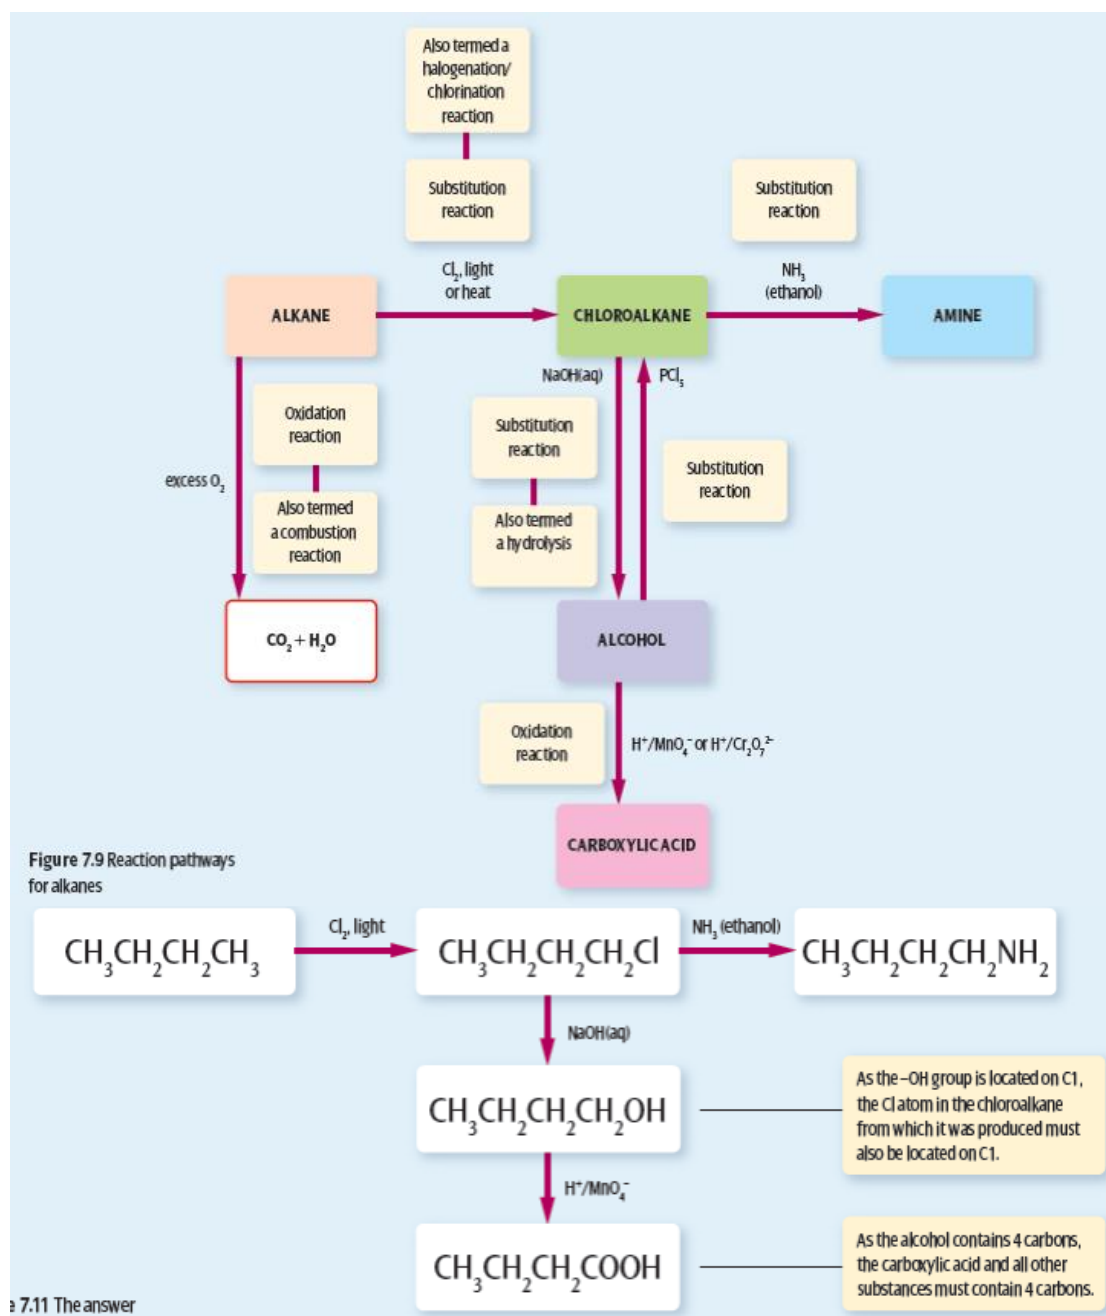 Also termed a
halogenation/
chlorination
reaction
Substitution
reaction
Substitution
reaction
Cl₂, light
or heat
NH₃
(ethanol)
ALKANE
CHLOROALKANE
AMINE
NaOH(aq)
PCl₅
Oxidation
reaction
Substitution
reaction
Substitution
reaction
excess O₂
Also termed
a combustion
reaction
Also termed
a hydrolysis
CO₂ + H₂O
ALCOHOL
Oxidation
reaction
H⁺/MnO₄⁻ or H⁺/Cr₂O₇²⁻
CARBOXYLIC ACID
Figure 7.9 Reaction pathways
for alkanes
CH₃CH₂CH₂CH₃
Cl₂, light
CH₃CH₂CH₂CH₂Cl
NH₃ (ethanol)
CH₃CH₂CH₂CH₂NH₂
NaOH(aq)
CH₃CH₂CH₂CH₂OH
As the –OH group is located on C1,
the Cl atom in the chloroalkane
from which it was produced must
also be located on C1.
H⁺/MnO₄⁻
CH₃CH₂CH₂COOH
As the alcohol contains 4 carbons,
the carboxylic acid and all other
substances must contain 4 carbons.
e 7.11 The answer